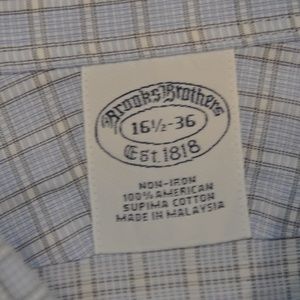 Brooks Brothers
16½-36
Est. 1818
NON-IRON
100% AMERICAN
SUPIMA COTTON
MADE IN MALAYSIA